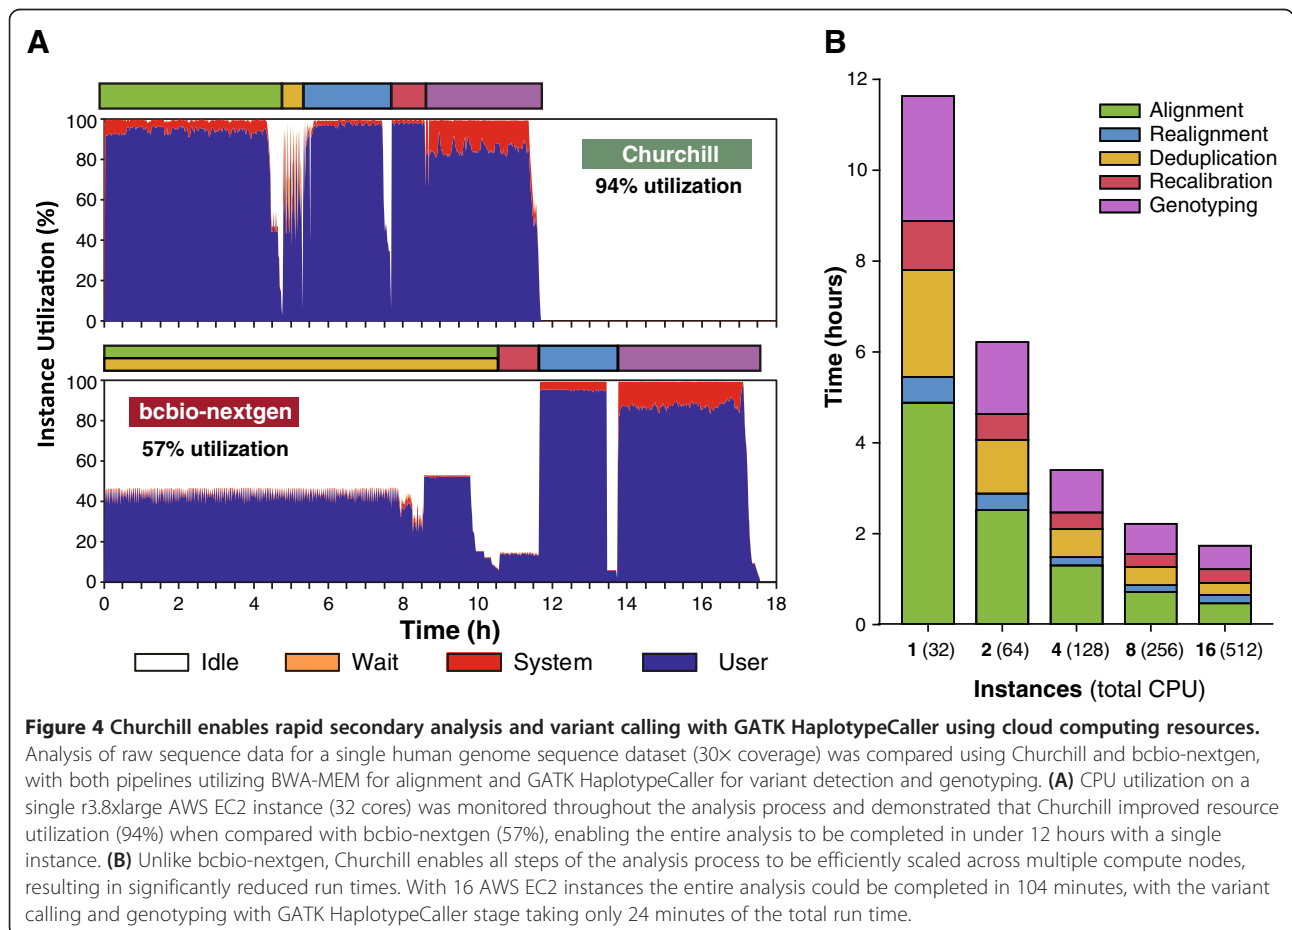 A
100
80
60
40
20
0
Churchill
94% utilization
Instance Utilization (%)
100
80
60
40
20
0
bcbio-nextgen
57% utilization
0 2 4 6 8 10 12 14 16 18
Time (h)
Idle Wait System User
B
12
10
8
6
4
2
0
Time (hours)
Alignment
Realignment
Deduplication
Recalibration
Genotyping
1 (32) 2 (64) 4 (128) 8 (256) 16 (512)
Instances (total CPU)
Figure 4 Churchill enables rapid secondary analysis and variant calling with GATK HaplotypeCaller using cloud computing resources.
Analysis of raw sequence data for a single human genome sequence dataset (30× coverage) was compared using Churchill and bcbio-nextgen,
with both pipelines utilizing BWA-MEM for alignment and GATK HaplotypeCaller for variant detection and genotyping. (A) CPU utilization on a
single r3.8xlarge AWS EC2 instance (32 cores) was monitored throughout the analysis process and demonstrated that Churchill improved resource
utilization (94%) when compared with bcbio-nextgen (57%), enabling the entire analysis to be completed in under 12 hours with a single
instance. (B) Unlike bcbio-nextgen, Churchill enables all steps of the analysis process to be efficiently scaled across multiple compute nodes,
resulting in significantly reduced run times. With 16 AWS EC2 instances the entire analysis could be completed in 104 minutes, with the variant
calling and genotyping with GATK HaplotypeCaller stage taking only 24 minutes of the total run time.